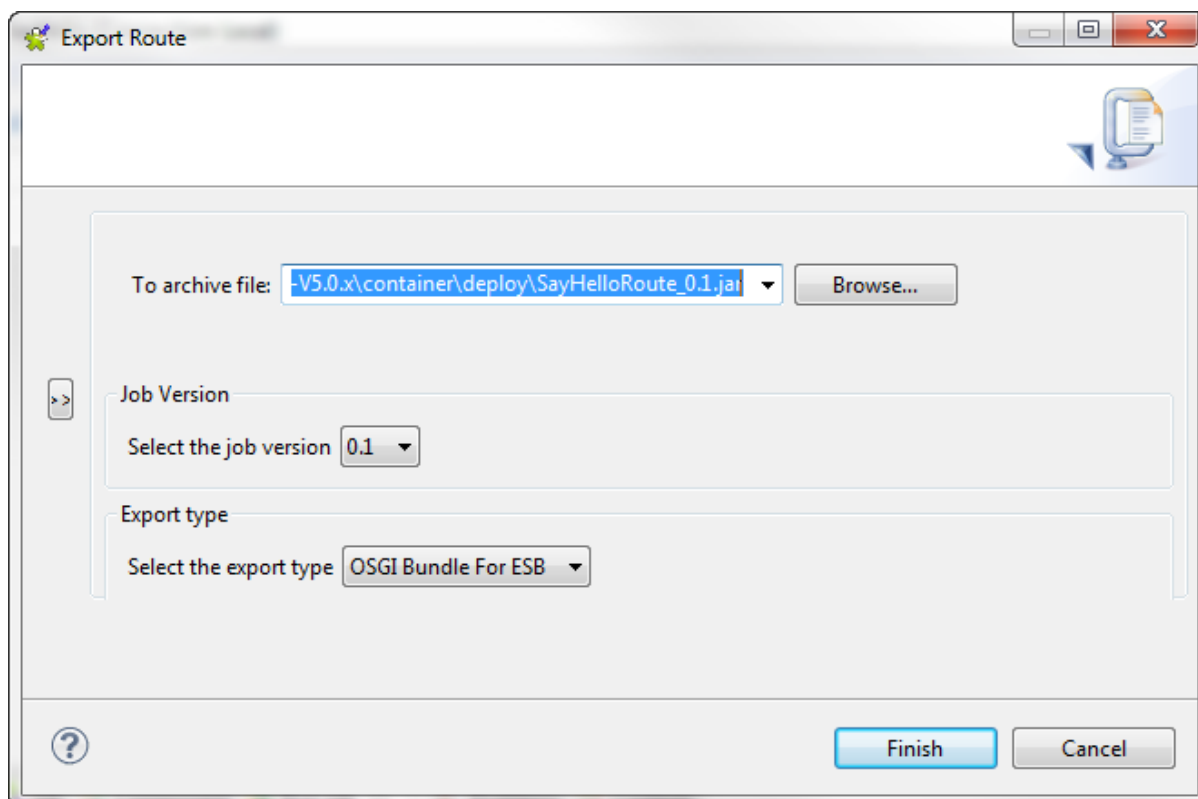 Export Route
To archive file: -V5.0.x\container\deploy\SayHelloRoute_0.1.jar Browse...
>>
Job Version
Select the job version 0.1
Export type
Select the export type OSGI Bundle For ESB
? Finish Cancel